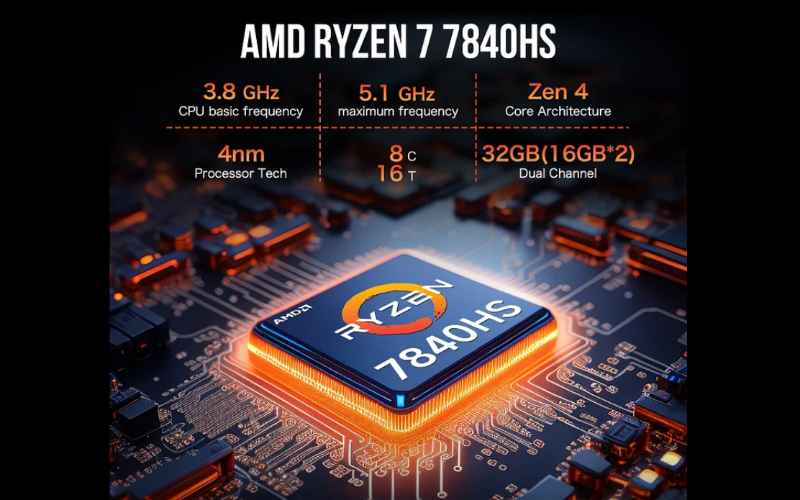 AMD RYZEN 7 7840HS
3.8 GHz
CPU basic frequency
5.1 GHz
maximum frequency
Zen 4
Core Architecture
4nm
Processor Tech
8 C
16 T
32GB(16GB*2)
Dual Channel
AMD
RYZEN
7840HS